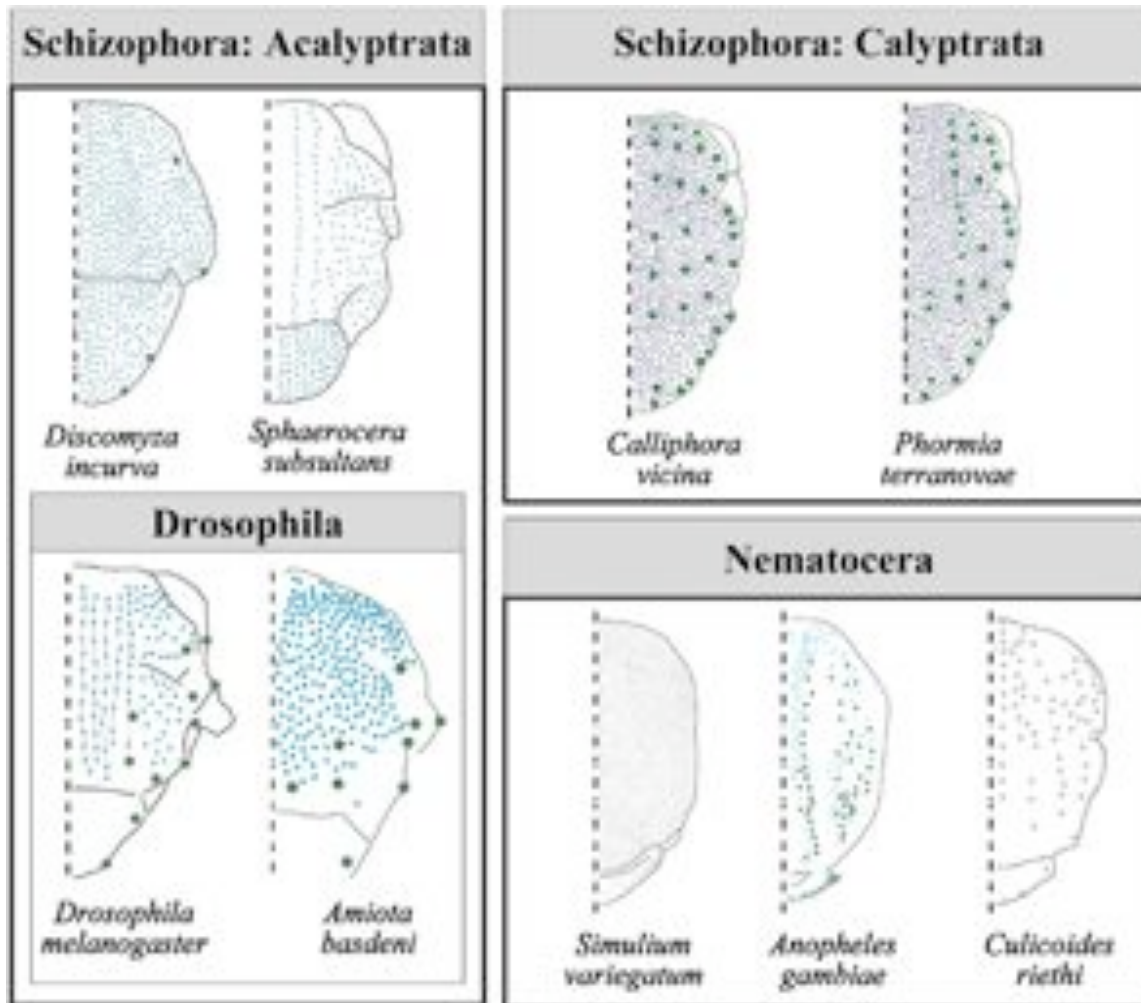 Schizophora: Acalyptrata
Discomyza
incurva
Sphaerocera
subsultans
Drosophila
Drosophila
melanogaster
Amiota
basdeni
Schizophora: Calyptrata
Calliphora
vicina
Phormia
terranovae
Nematocera
Simulium
variegatum
Anopheles
gambiae
Culicoides
riethi